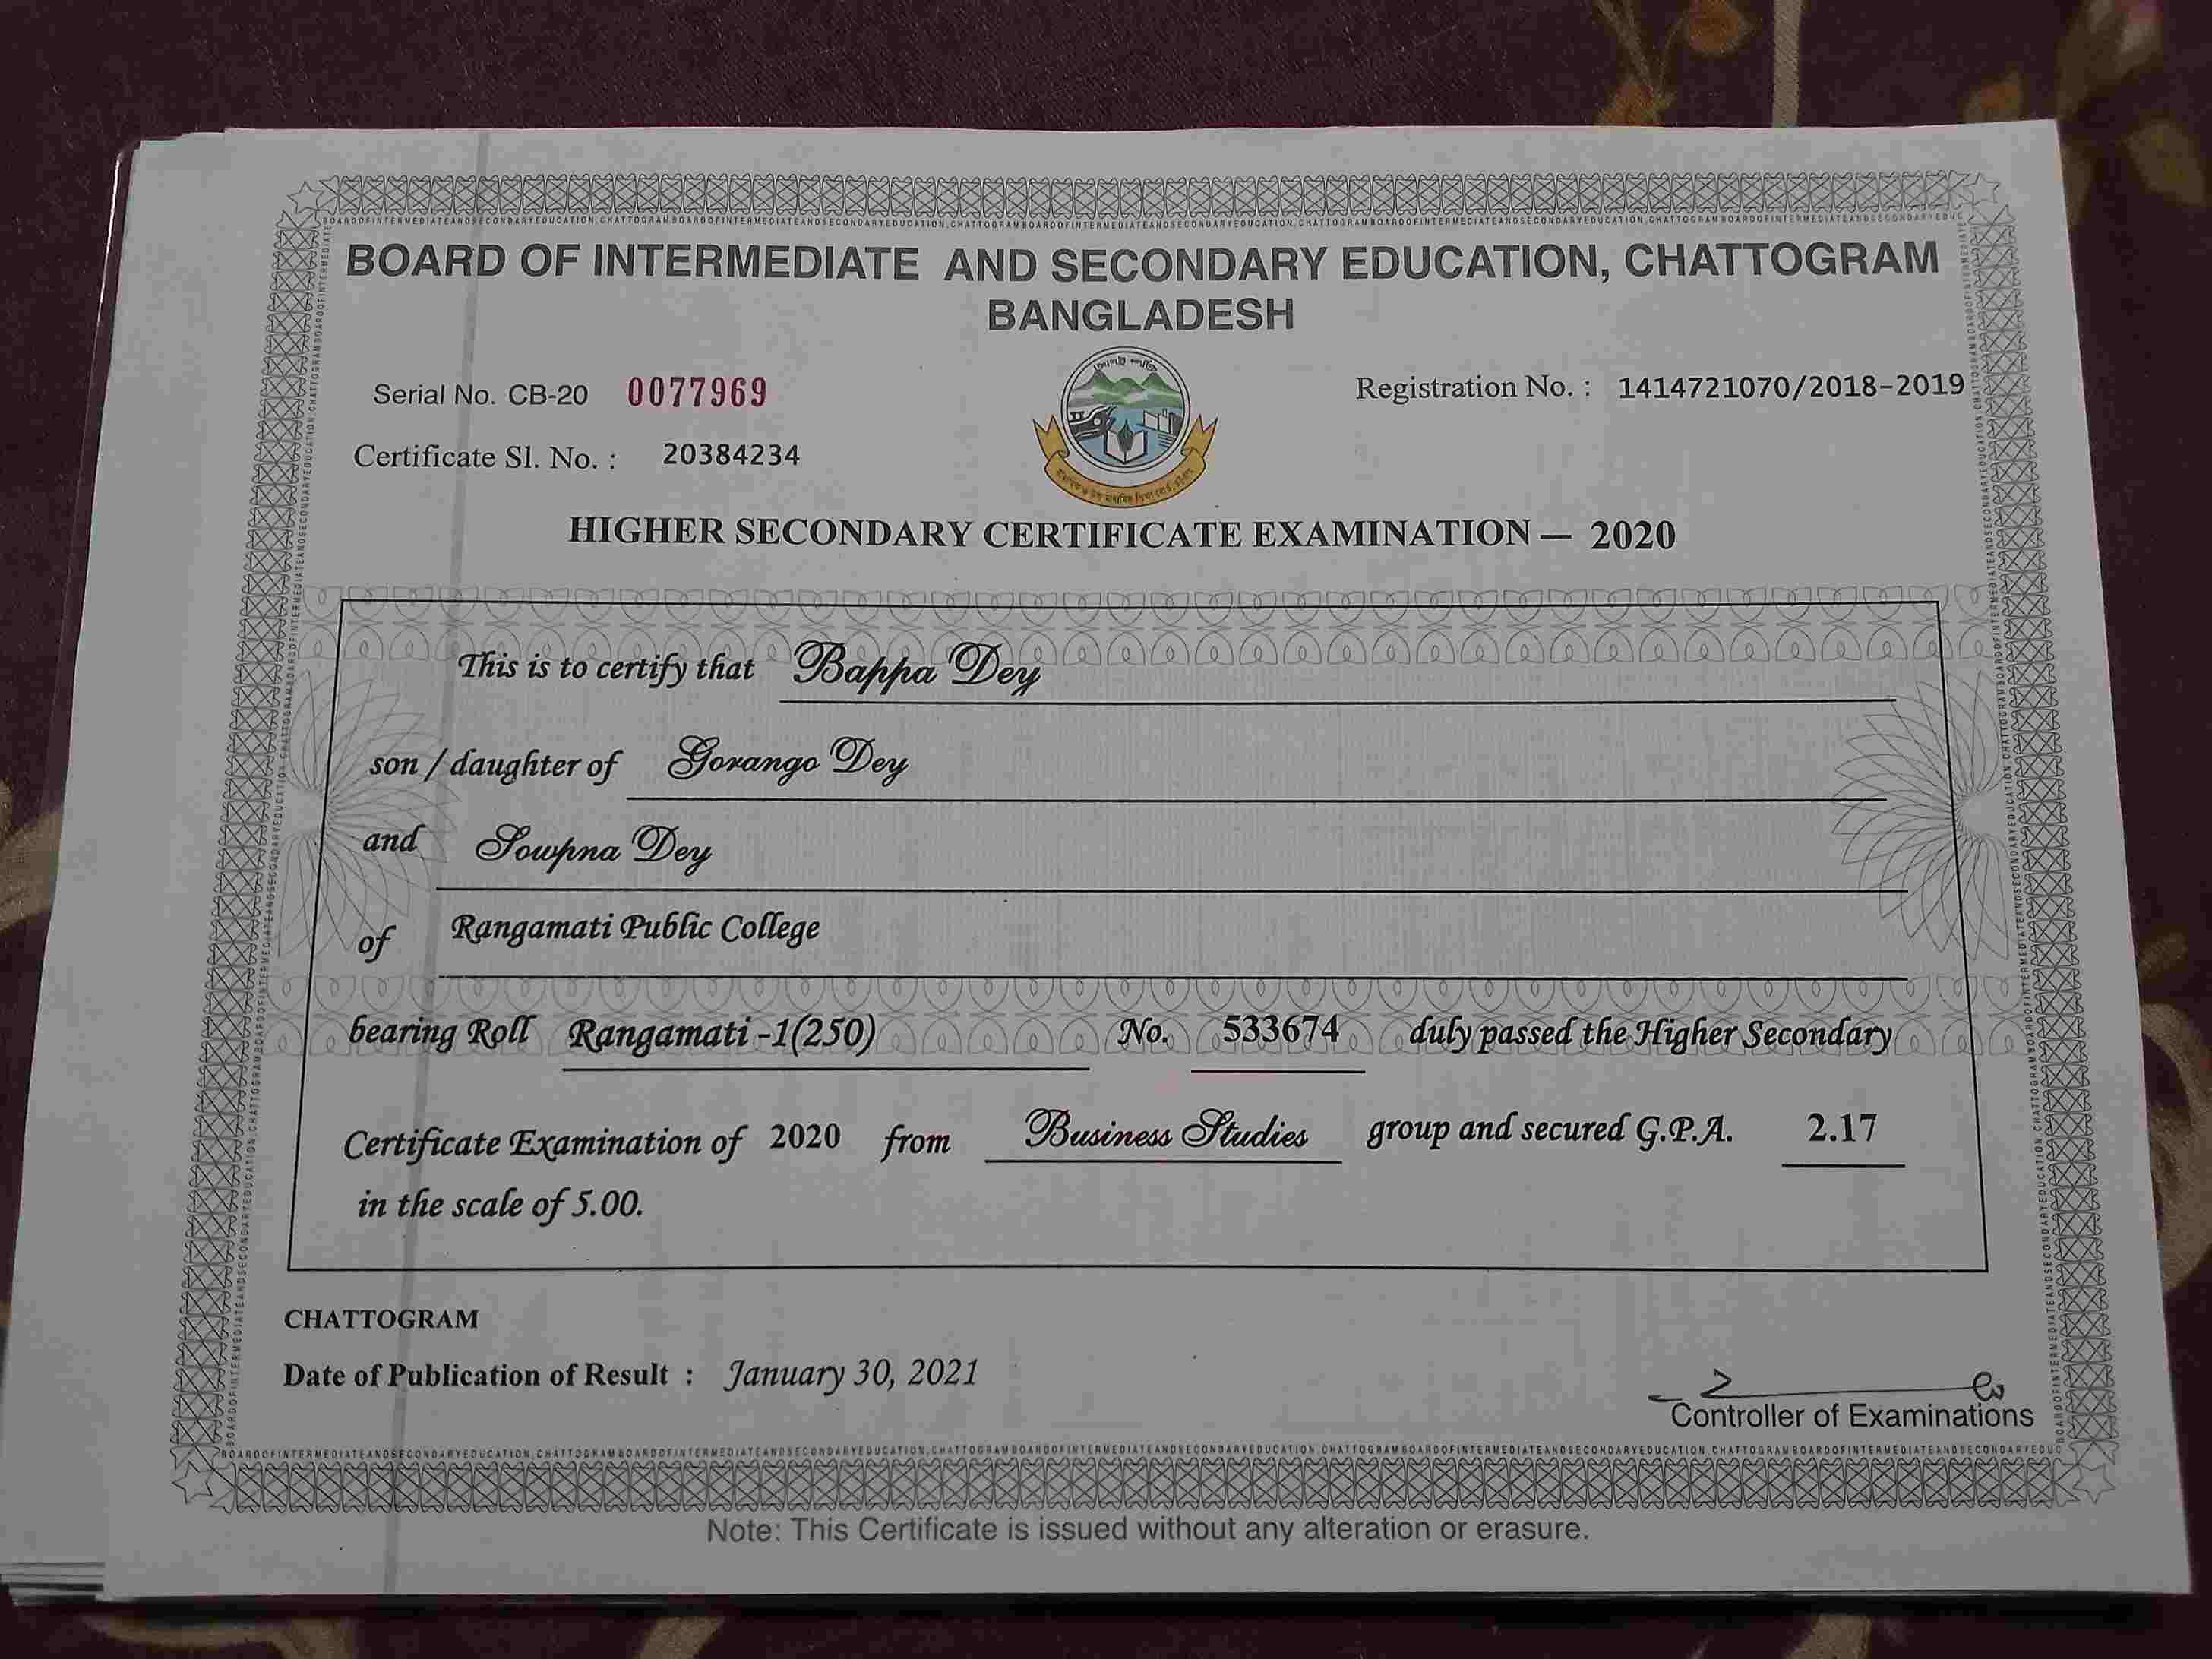 BOARD OF INTERMEDIATE AND SECONDARY EDUCATION, CHATTOGRAM
BANGLADESH
Serial No. CB-20 0077969
Registration No. : 1414721070/2018-2019
Certificate Sl. No. : 20384234
HIGHER SECONDARY CERTIFICATE EXAMINATION — 2020
This is to certify that Bappa Dey
son / daughter of Gorango Dey
and Sowpna Dey
of Rangamati Public College
bearing Roll Rangamati -1(250) No. 533674 duly passed the Higher Secondary
Certificate Examination of 2020 from Business Studies group and secured G.P.A. 2.17
in the scale of 5.00.
CHATTOGRAM
Date of Publication of Result : January 30, 2021
Controller of Examinations
Note: This Certificate is issued without any alteration or erasure.